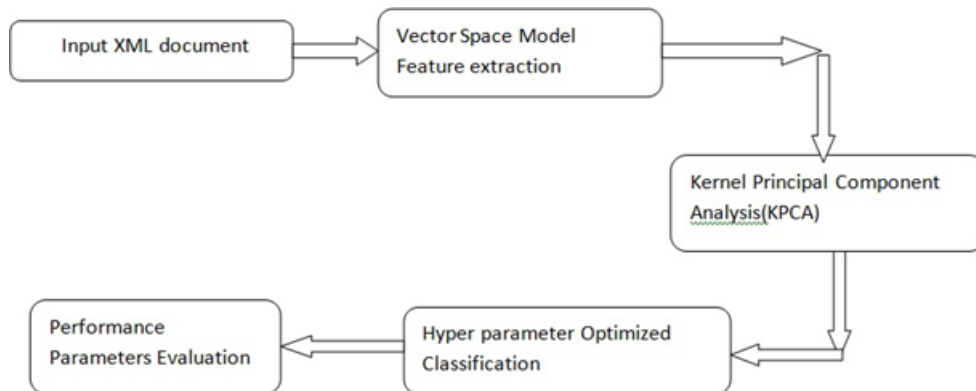 Input XML document
Vector Space Model
Feature extraction
Kernel Principal Component
Analysis(KPCA)
Hyper parameter Optimized
Classification
Performance
Parameters Evaluation